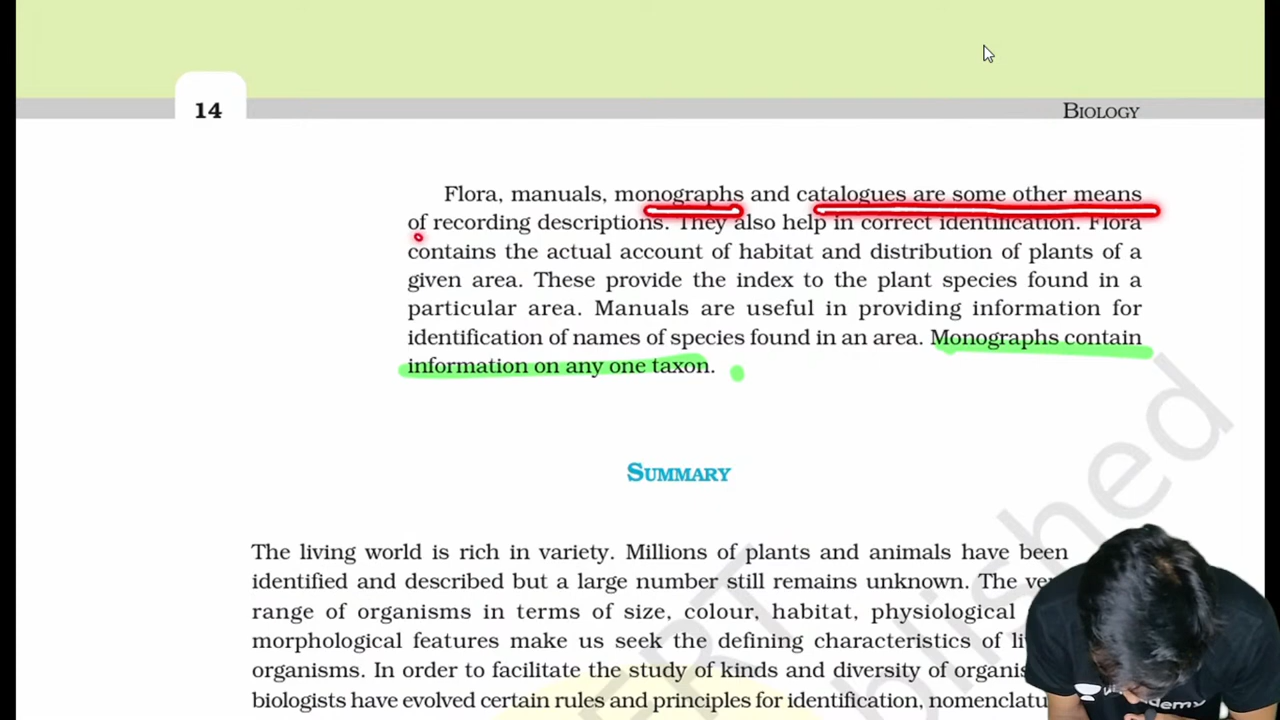 14
BIOLOGY
Flora, manuals, monographs and catalogues are some other means
of recording descriptions. They also help in correct identification. Flora
contains the actual account of habitat and distribution of plants of a
given area. These provide the index to the plant species found in a
particular area. Manuals are useful in providing information for
identification of names of species found in an area. Monographs contain
information on any one taxon.
SUMMARY
The living world is rich in variety. Millions of plants and animals have been
identified and described but a large number still remains unknown. The
range of organisms in terms of size, colour, habitat, physiological
morphological features make us seek the defining characteristics of
organisms. In order to facilitate the study of kinds and diversity of
biologists have evolved certain rules and principles for identification,
published